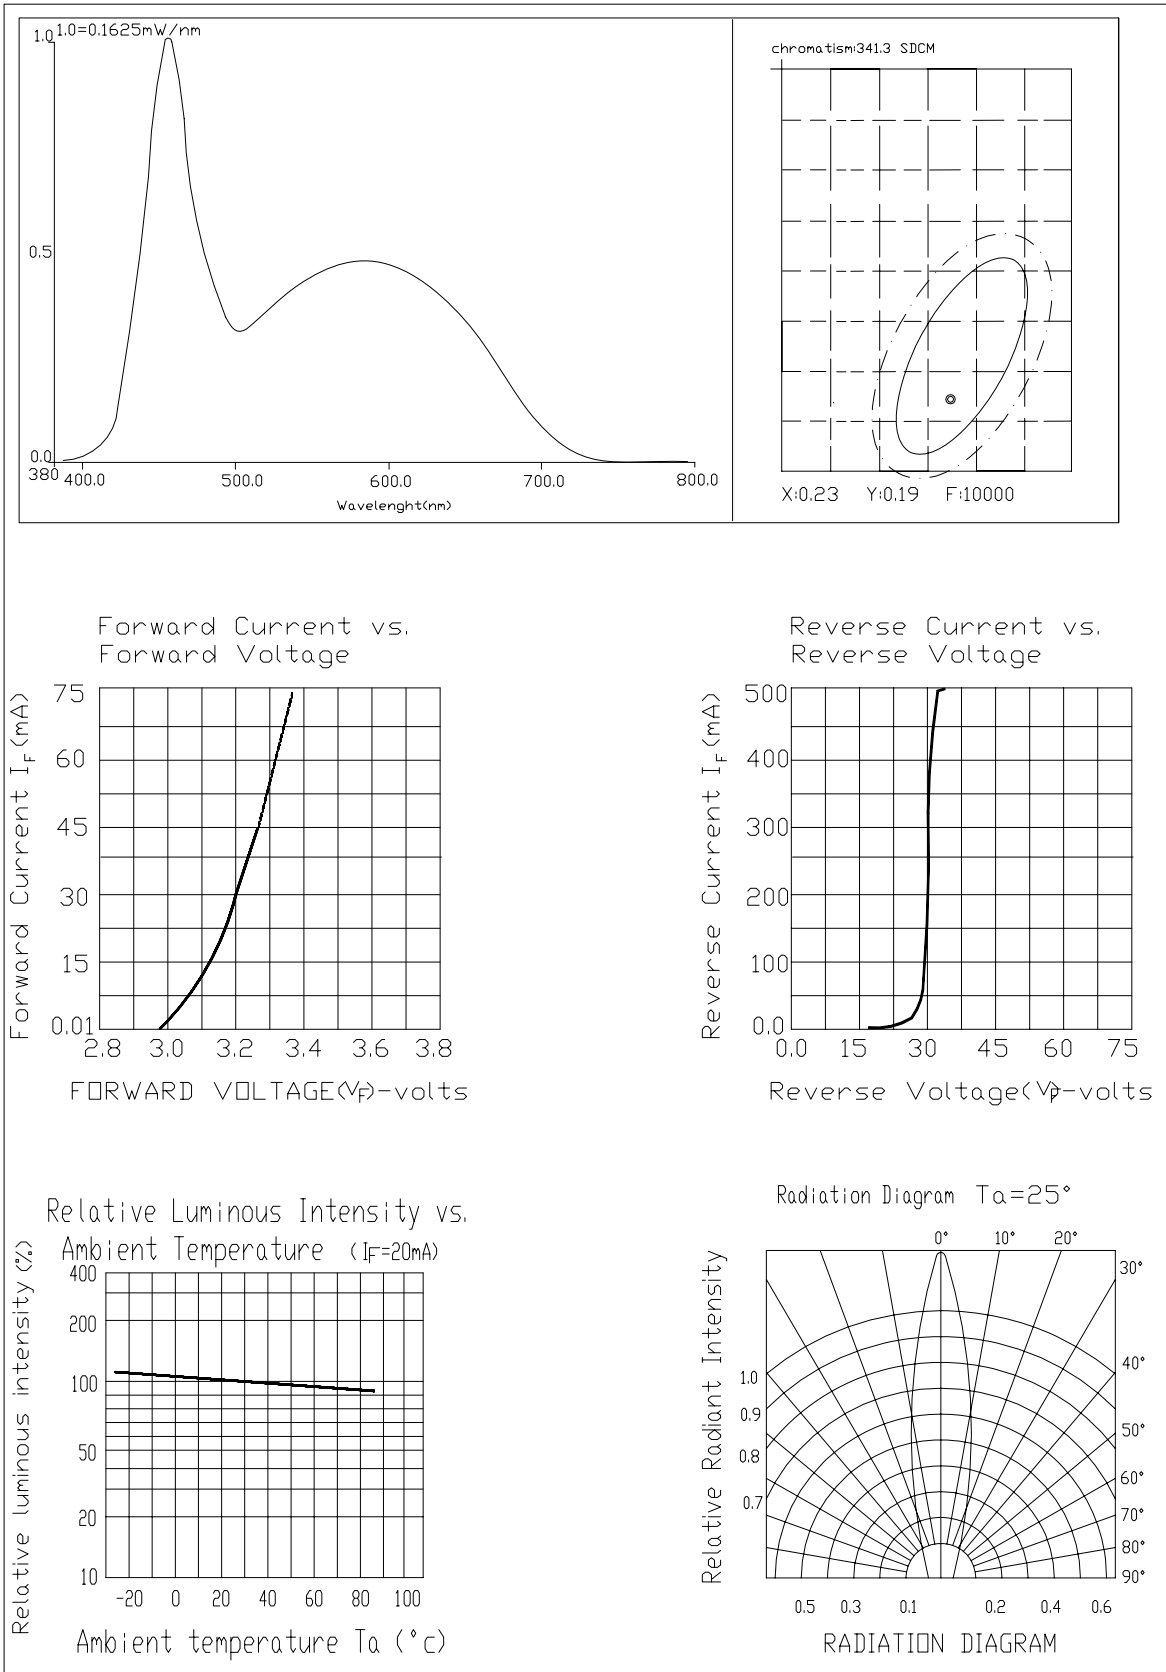 1.0=0.1625mW/nm
1.0
0.5
0.0
380 400.0 500.0 600.0 700.0 800.0
Wavelenght(nm)
chromatism:341.3 SDCM
X:0.23 Y:0.19 F:10000
Forward Current vs.
Forward Voltage
Forward Current IF(mA)
75
60
45
30
15
0.01
2.8 3.0 3.2 3.4 3.6 3.8
FORWARD VOLTAGE(VF)-volts
Reverse Current vs.
Reverse Voltage
Reverse Current IF(mA)
500
400
300
200
100
0.0
0.0 15 30 45 60 75
Reverse Voltage( )-volts
Relative Luminous Intensity vs.
Ambient Temperature (IF=20mA)
Relative luminous intensity(%)
400
200
100
50
20
10
-20 0 20 40 60 80 100
Ambient temperature Ta (°c)
Radiation Diagram Ta=25°
Relative Radiant Intensity
0° 10° 20°
30°
40°
50°
60°
70°
80°
90°
1.0
0.9
0.8
0.7
0.5 0.3 0.1 0.2 0.4 0.6
RADIATION DIAGRAM